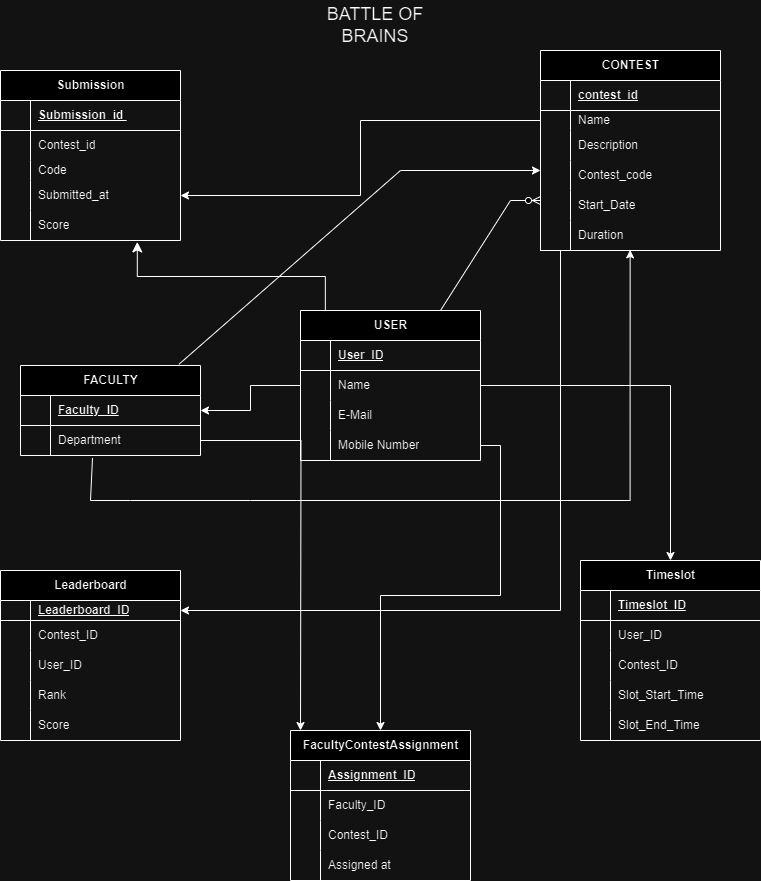 BATTLE OF
BRAINS
Submission
Submission_id
Contest_id
Code
Submitted_at
Score
CONTEST
contest_id
Name
Description
Contest_code
Start_Date
Duration
USER
User_ID
Name
E-Mail
Mobile Number
FACULTY
Faculty_ID
Department
Leaderboard
Leaderboard_ID
Contest_ID
User_ID
Rank
Score
Timeslot
Timeslot_ID
User_ID
Contest_ID
Slot_Start_Time
Slot_End_Time
FacultyContestAssignment
Assignment_ID
Faculty_ID
Contest_ID
Assigned at